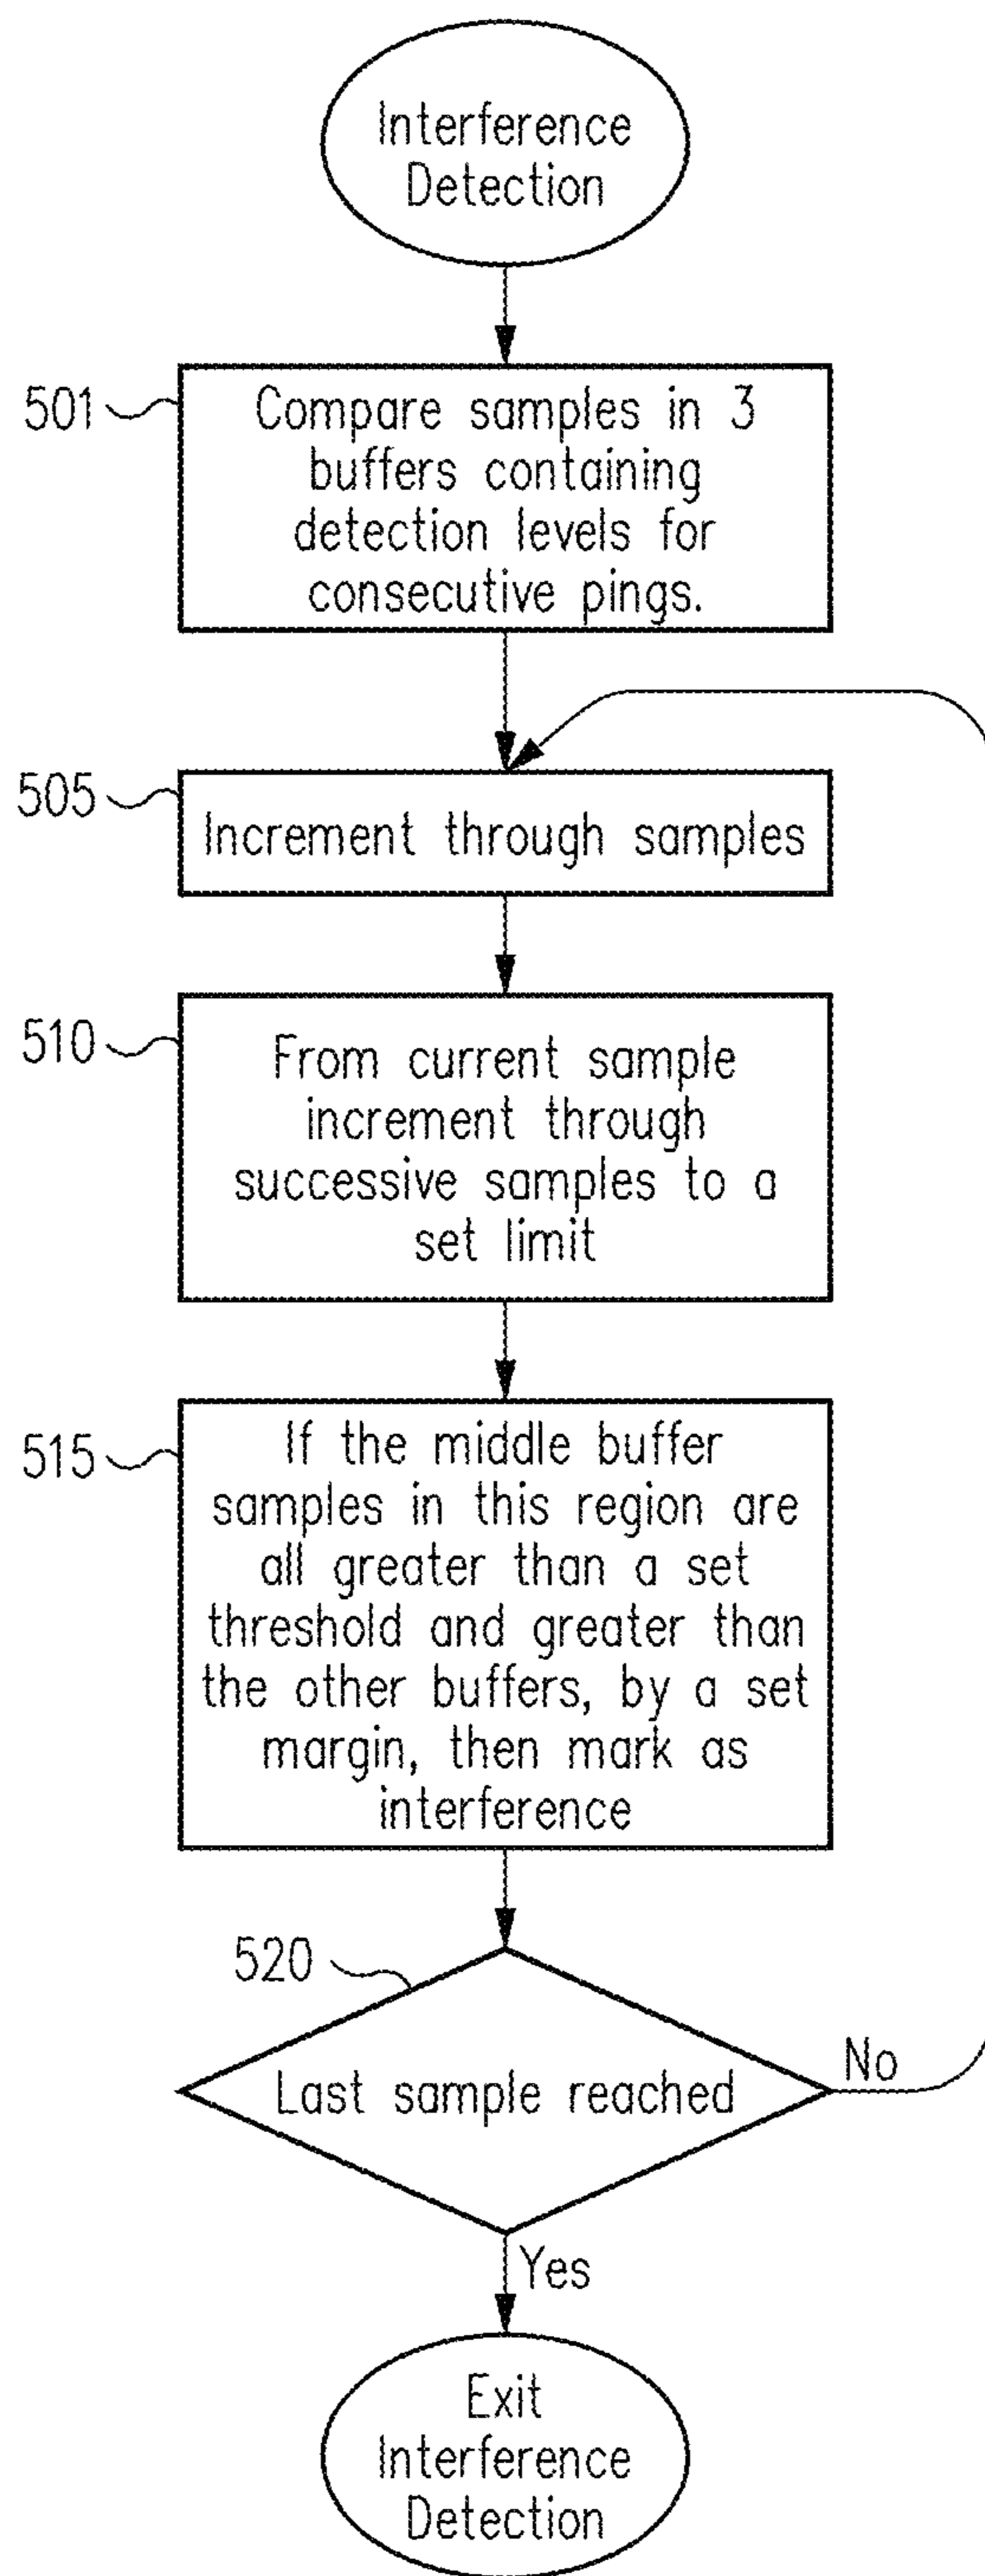 Interference
Detection
501
Compare samples in 3
buffers containing
detection levels for
consecutive pings.
505
Increment through samples
510
From current sample
increment through
successive samples to a
set limit
515
If the middle buffer
samples in this region are
all greater than a set
threshold and greater than
the other buffers, by a set
margin, then mark as
interference
520
Last sample reached
No
Yes
Exit
Interference
Detection